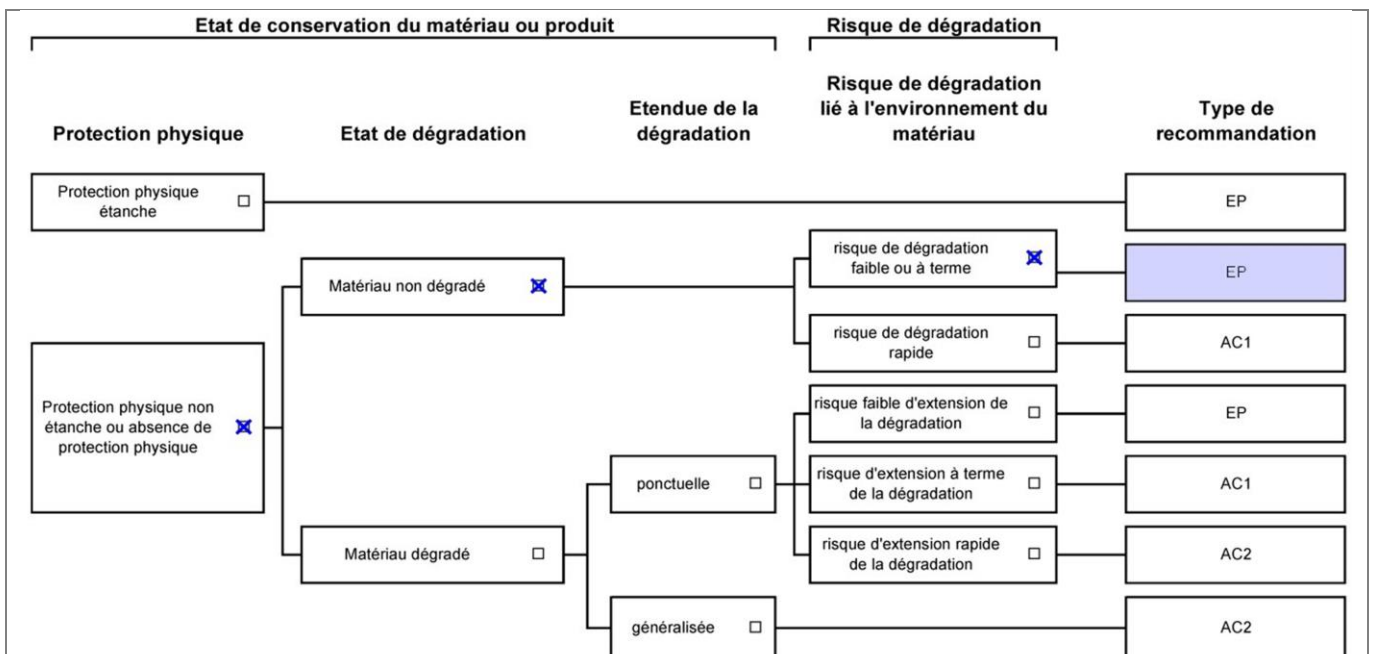 Etat de conservation du matériau ou produit
Risque de dégradation
Protection physique
Etat de dégradation
Etendue de la
dégradation
Risque de dégradation
lié à l'environnement du
matériau
Type de
recommandation
Protection physique
étanche
EP
Protection physique non
étanche ou absence de
protection physique
Matériau non dégradé
risque de dégradation
faible ou à terme
EP
risque de dégradation
rapide
AC1
Matériau dégradé
ponctuelle
risque faible d'extension de
la dégradation
EP
risque d'extension à terme
de la dégradation
AC1
risque d'extension rapide
de la dégradation
AC2
généralisée
AC2